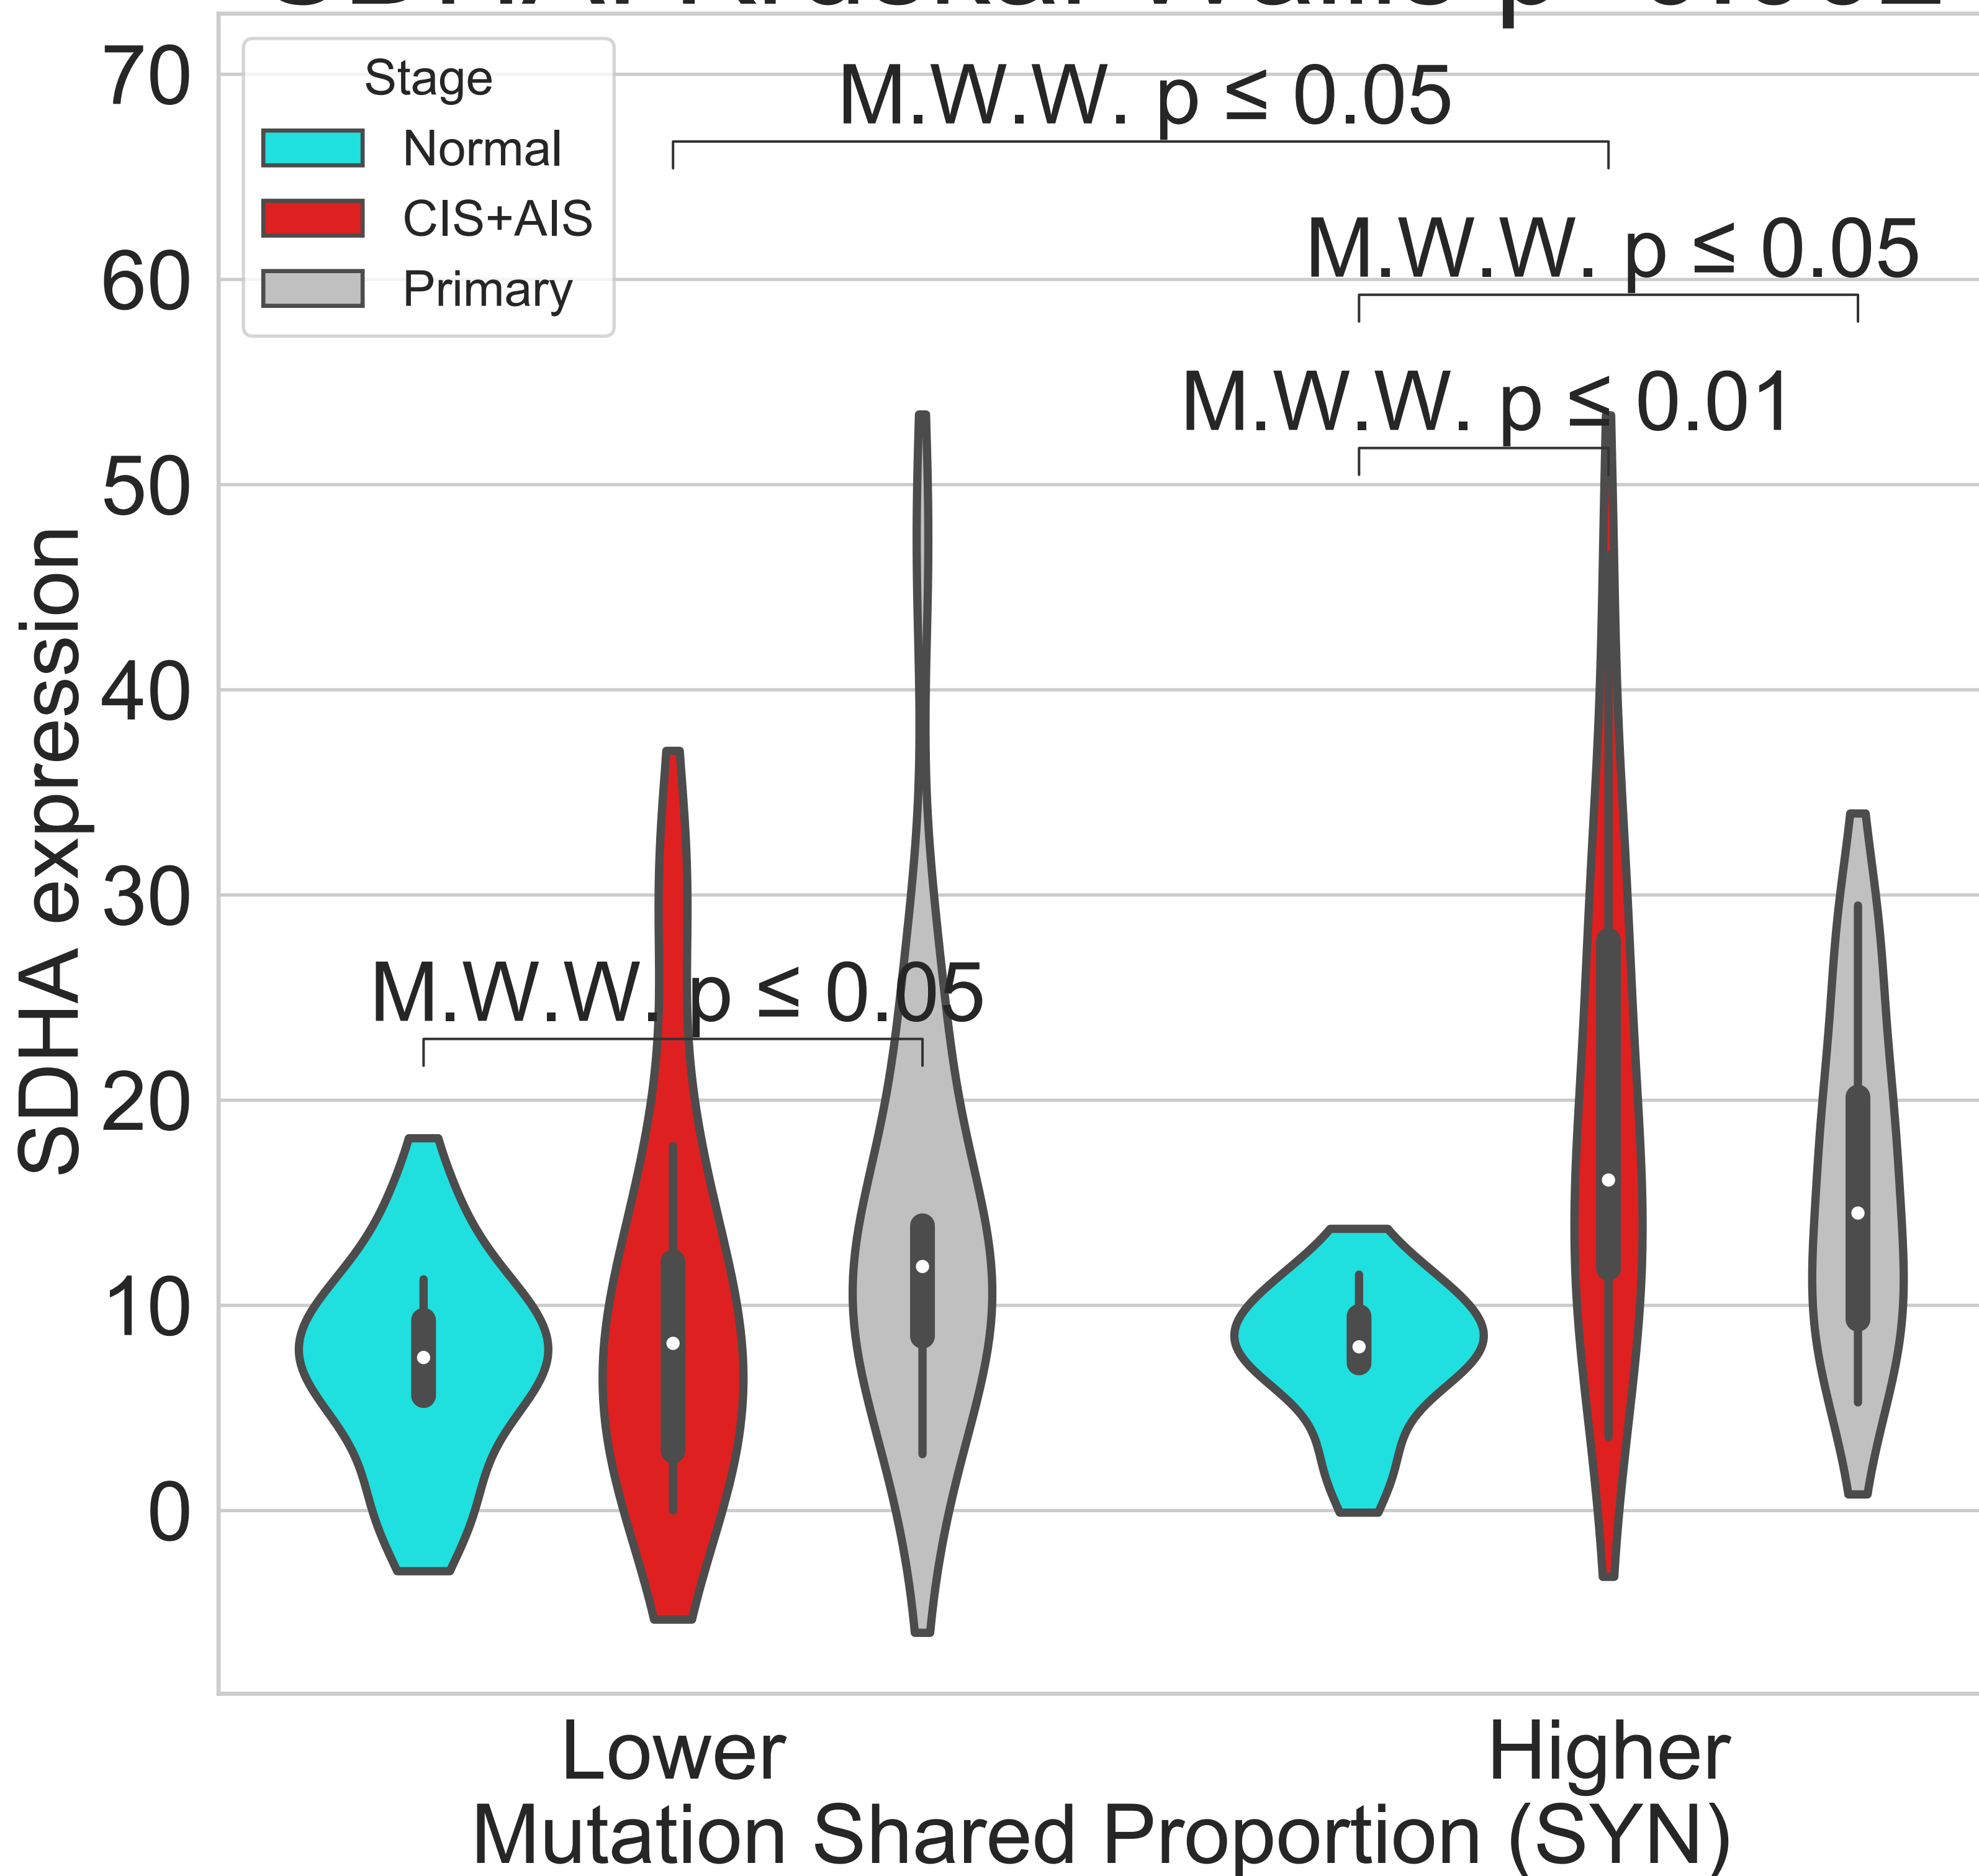 70
60
50
40
30
20
10
0
SDHA expression
Stage
Normal
CIS+AIS
Primary
M.W.W. p ≤ 0.05
M.W.W. p ≤ 0.05
M.W.W. p ≤ 0.01
M.W.W. p ≤ 0.05
Lower
Higher
Mutation Shared Proportion (SYN)